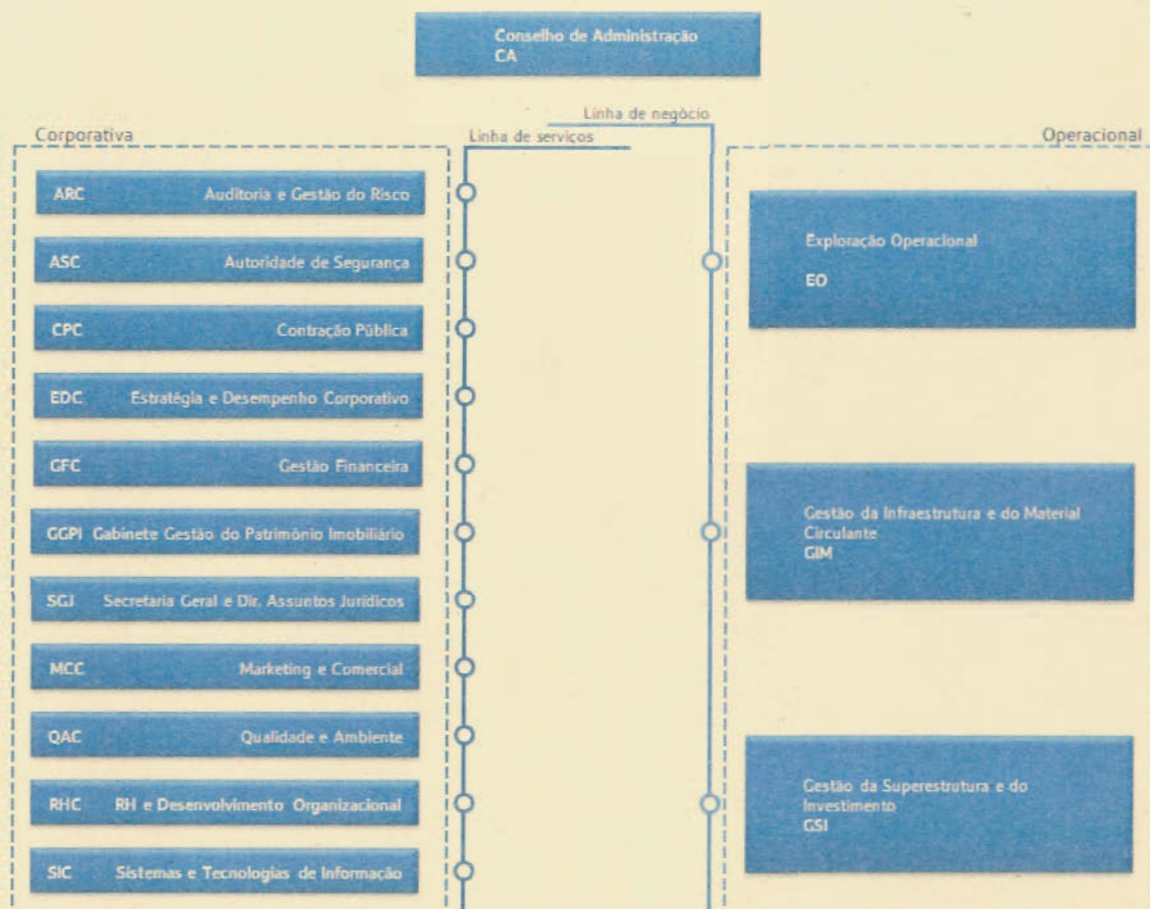 Conselho de Administração
CA
Linha de negócio
Linha de serviços
Corporativa
ARC Auditoria e Gestão do Risco
ASC Autoridade de Segurança
CPC Contração Pública
EDC Estratégia e Desempenho Corporativo
GFC Gestão Financeira
GGPI Gabinete Gestão do Património Imobiliário
SGJ Secretaria Geral e Dir. Assuntos Jurídicos
MCC Marketing e Comercial
QAC Qualidade e Ambiente
RHC RH e Desenvolvimento Organizacional
SIC Sistemas e Tecnologias de Informação
Operacional
Exploração Operacional
EO
Gestão da Infraestrutura e do Material
Circulante
GIM
Gestão da Superestrutura e do
Investimento
GSI